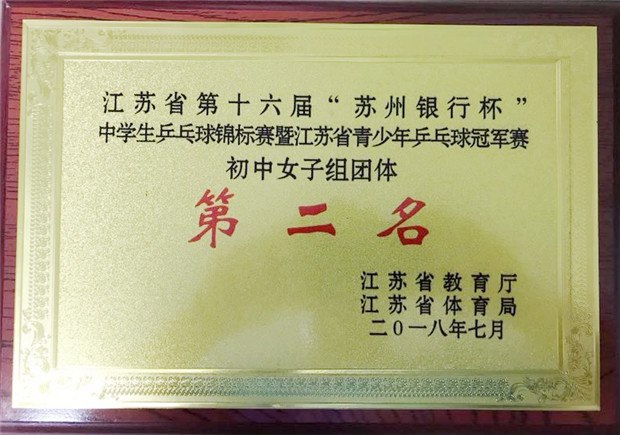 江苏省第十六届“苏州银行杯”
中学生乒乓球锦标赛暨江苏省青少年乒乓球冠军赛
初中女子组团体
第二名
江苏省教育厅
江苏省体育局
二0一八年七月